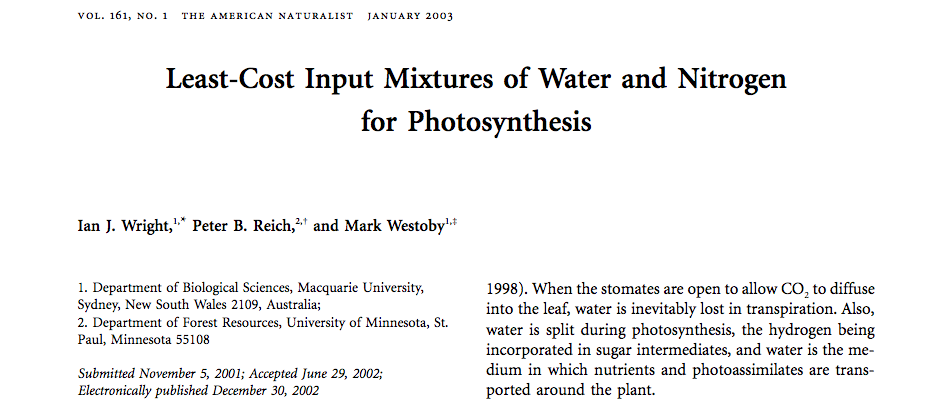 VOL. 161, NO. 1 THE AMERICAN NATURALIST JANUARY 2003
Least-Cost Input Mixtures of Water and Nitrogen
for Photosynthesis
Ian J. Wright,1,* Peter B. Reich,2,† and Mark Westoby1,‡
1. Department of Biological Sciences, Macquarie University,
Sydney, New South Wales 2109, Australia;
2. Department of Forest Resources, University of Minnesota, St.
Paul, Minnesota 55108
Submitted November 5, 2001; Accepted June 29, 2002;
Electronically published December 30, 2002
1998). When the stomates are open to allow CO2 to diffuse
into the leaf, water is inevitably lost in transpiration. Also,
water is split during photosynthesis, the hydrogen being
incorporated in sugar intermediates, and water is the me-
dium in which nutrients and photoassimilates are trans-
ported around the plant.